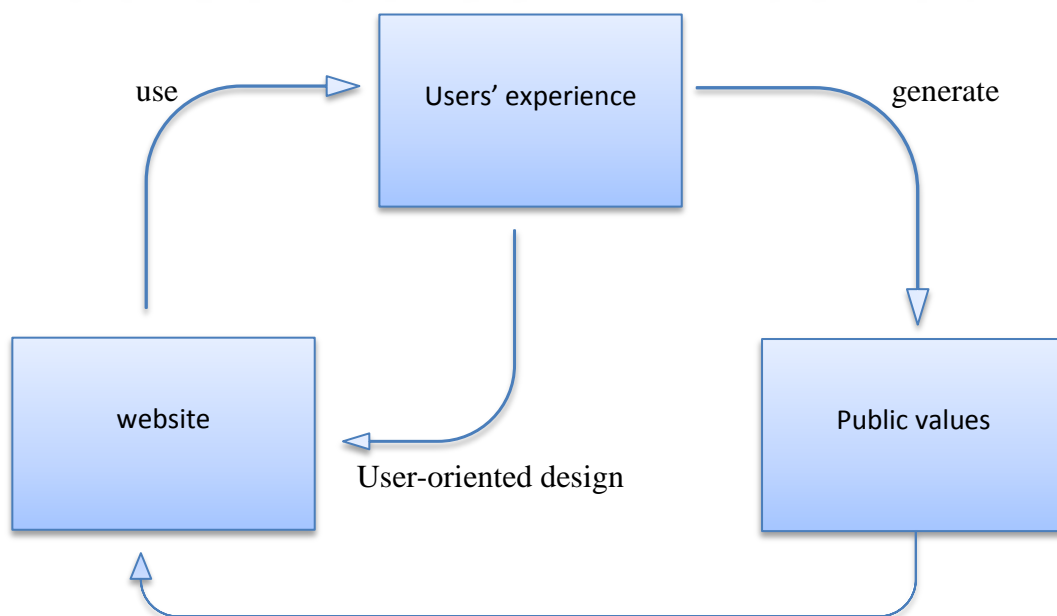 use
Users’ experience
generate
website
Public values
User-oriented design